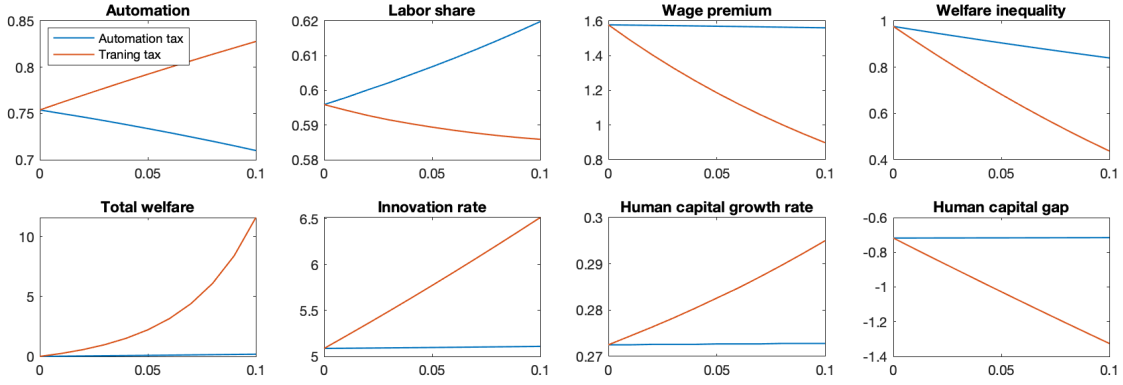 Automation
Labor share
Wage premium
Welfare inequality
0.85
0.8
0.75
0.7
Automation tax
Traning tax
0 0.05 0.1
0.62
0.61
0.6
0.59
0.58
0 0.05 0.1
1.6
1.4
1.2
1
0.8
0 0.05 0.1
1
0.8
0.6
0.4
0 0.05 0.1
Total welfare
Innovation rate
Human capital growth rate
Human capital gap
10
5
0
0 0.05 0.1
6.5
6
5.5
5
0 0.05 0.1
0.3
0.29
0.28
0.27
0 0.05 0.1
-0.6
-0.8
-1
-1.2
-1.4
0 0.05 0.1